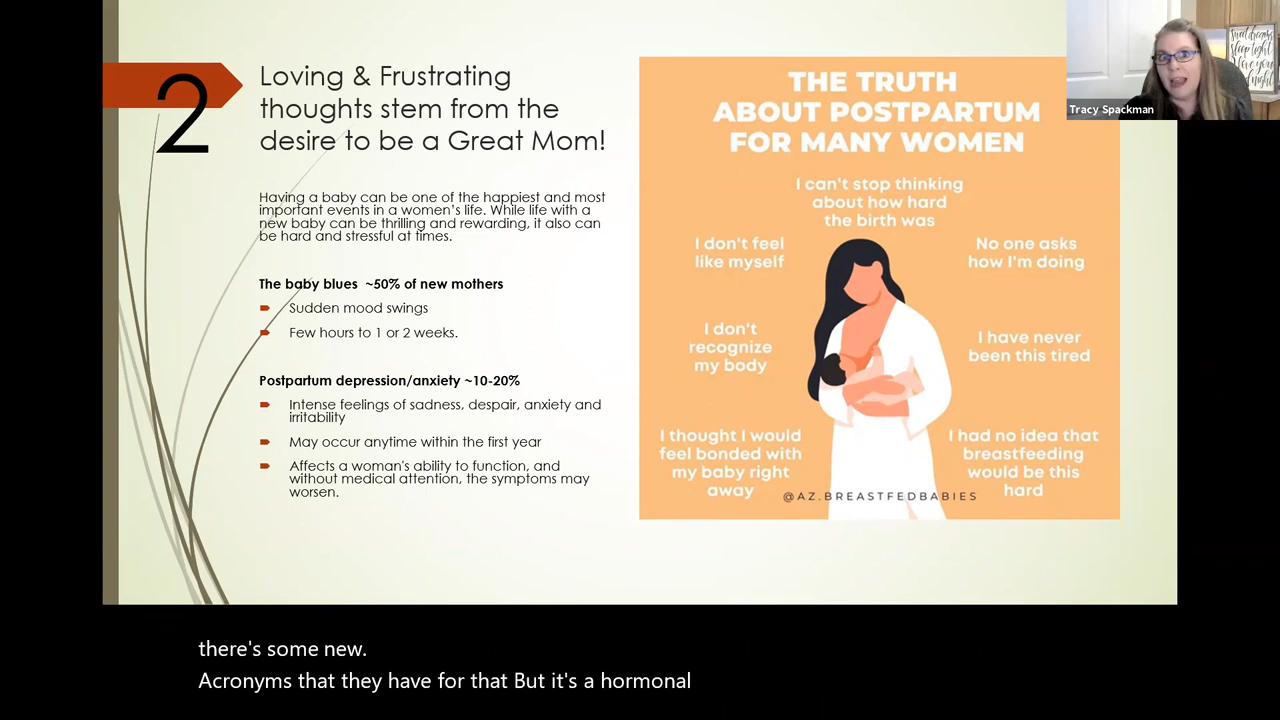 2
Loving & Frustrating
thoughts stem from the
desire to be a Great Mom!
Having a baby can be one of the happiest and most
important events in a women's life. While life with a
new baby can be thrilling and rewarding, it also can
be hard and stressful at times.
The baby blues ~50% of new mothers
Sudden mood swings
Few hours to 1 or 2 weeks.
Postpartum depression/anxiety ~10-20%
Intense feelings of sadness, despair, anxiety and
irritability
May occur anytime within the first year
Affects a woman's ability to function, and
without medical attention, the symptoms may
worsen.
THE TRUTH
ABOUT POSTPARTUM
FOR MANY WOMEN
I can't stop thinking
about how hard
the birth was
I don't feel
like myself
No one asks
how I'm doing
I don't
recognize
my body
I have never
been this tired
I thought I would
feel bonded with
my baby right
away
I had no idea that
breastfeeding
would be this
hard
@AZ.BREASTFEDBABIES
Tracy Spackman
sweet dreams
sleep tight
love you
there's some new.
Acronyms that they have for that But it's a hormonal